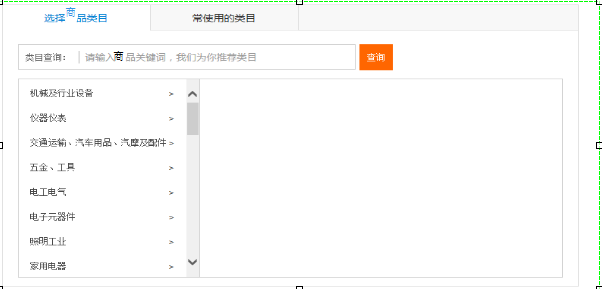 选择商品类目 常使用的类目
类目查询： 请输入商品关键词，我们为你推荐类目 查询
机械及行业设备 >
仪器仪表 >
交通运输、汽车用品、汽摩及配件 >
五金、工具 >
电工电气 >
电子元器件 >
照明工业 >
家用电器 >